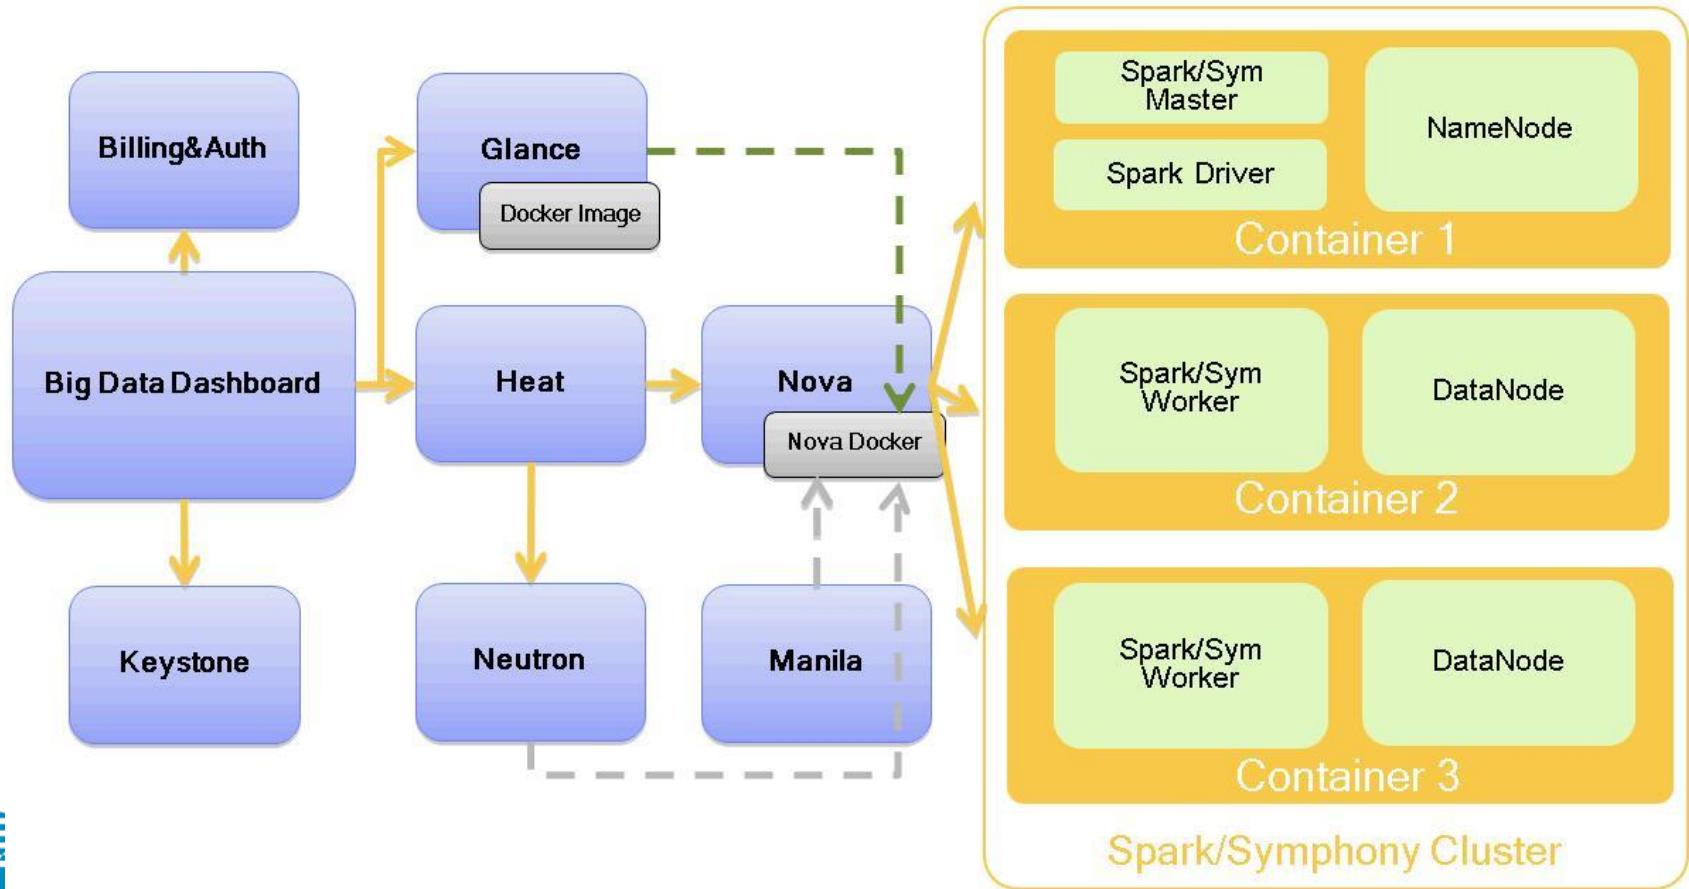 Billing&Auth
Glance
Docker Image
Big Data Dashboard
Heat
Nova
Nova Docker
Keystone
Neutron
Manila
Spark/Sym
Master
NameNode
Spark Driver
Container 1
Spark/Sym
Worker
DataNode
Container 2
Spark/Sym
Worker
DataNode
Container 3
Spark/Symphony Cluster